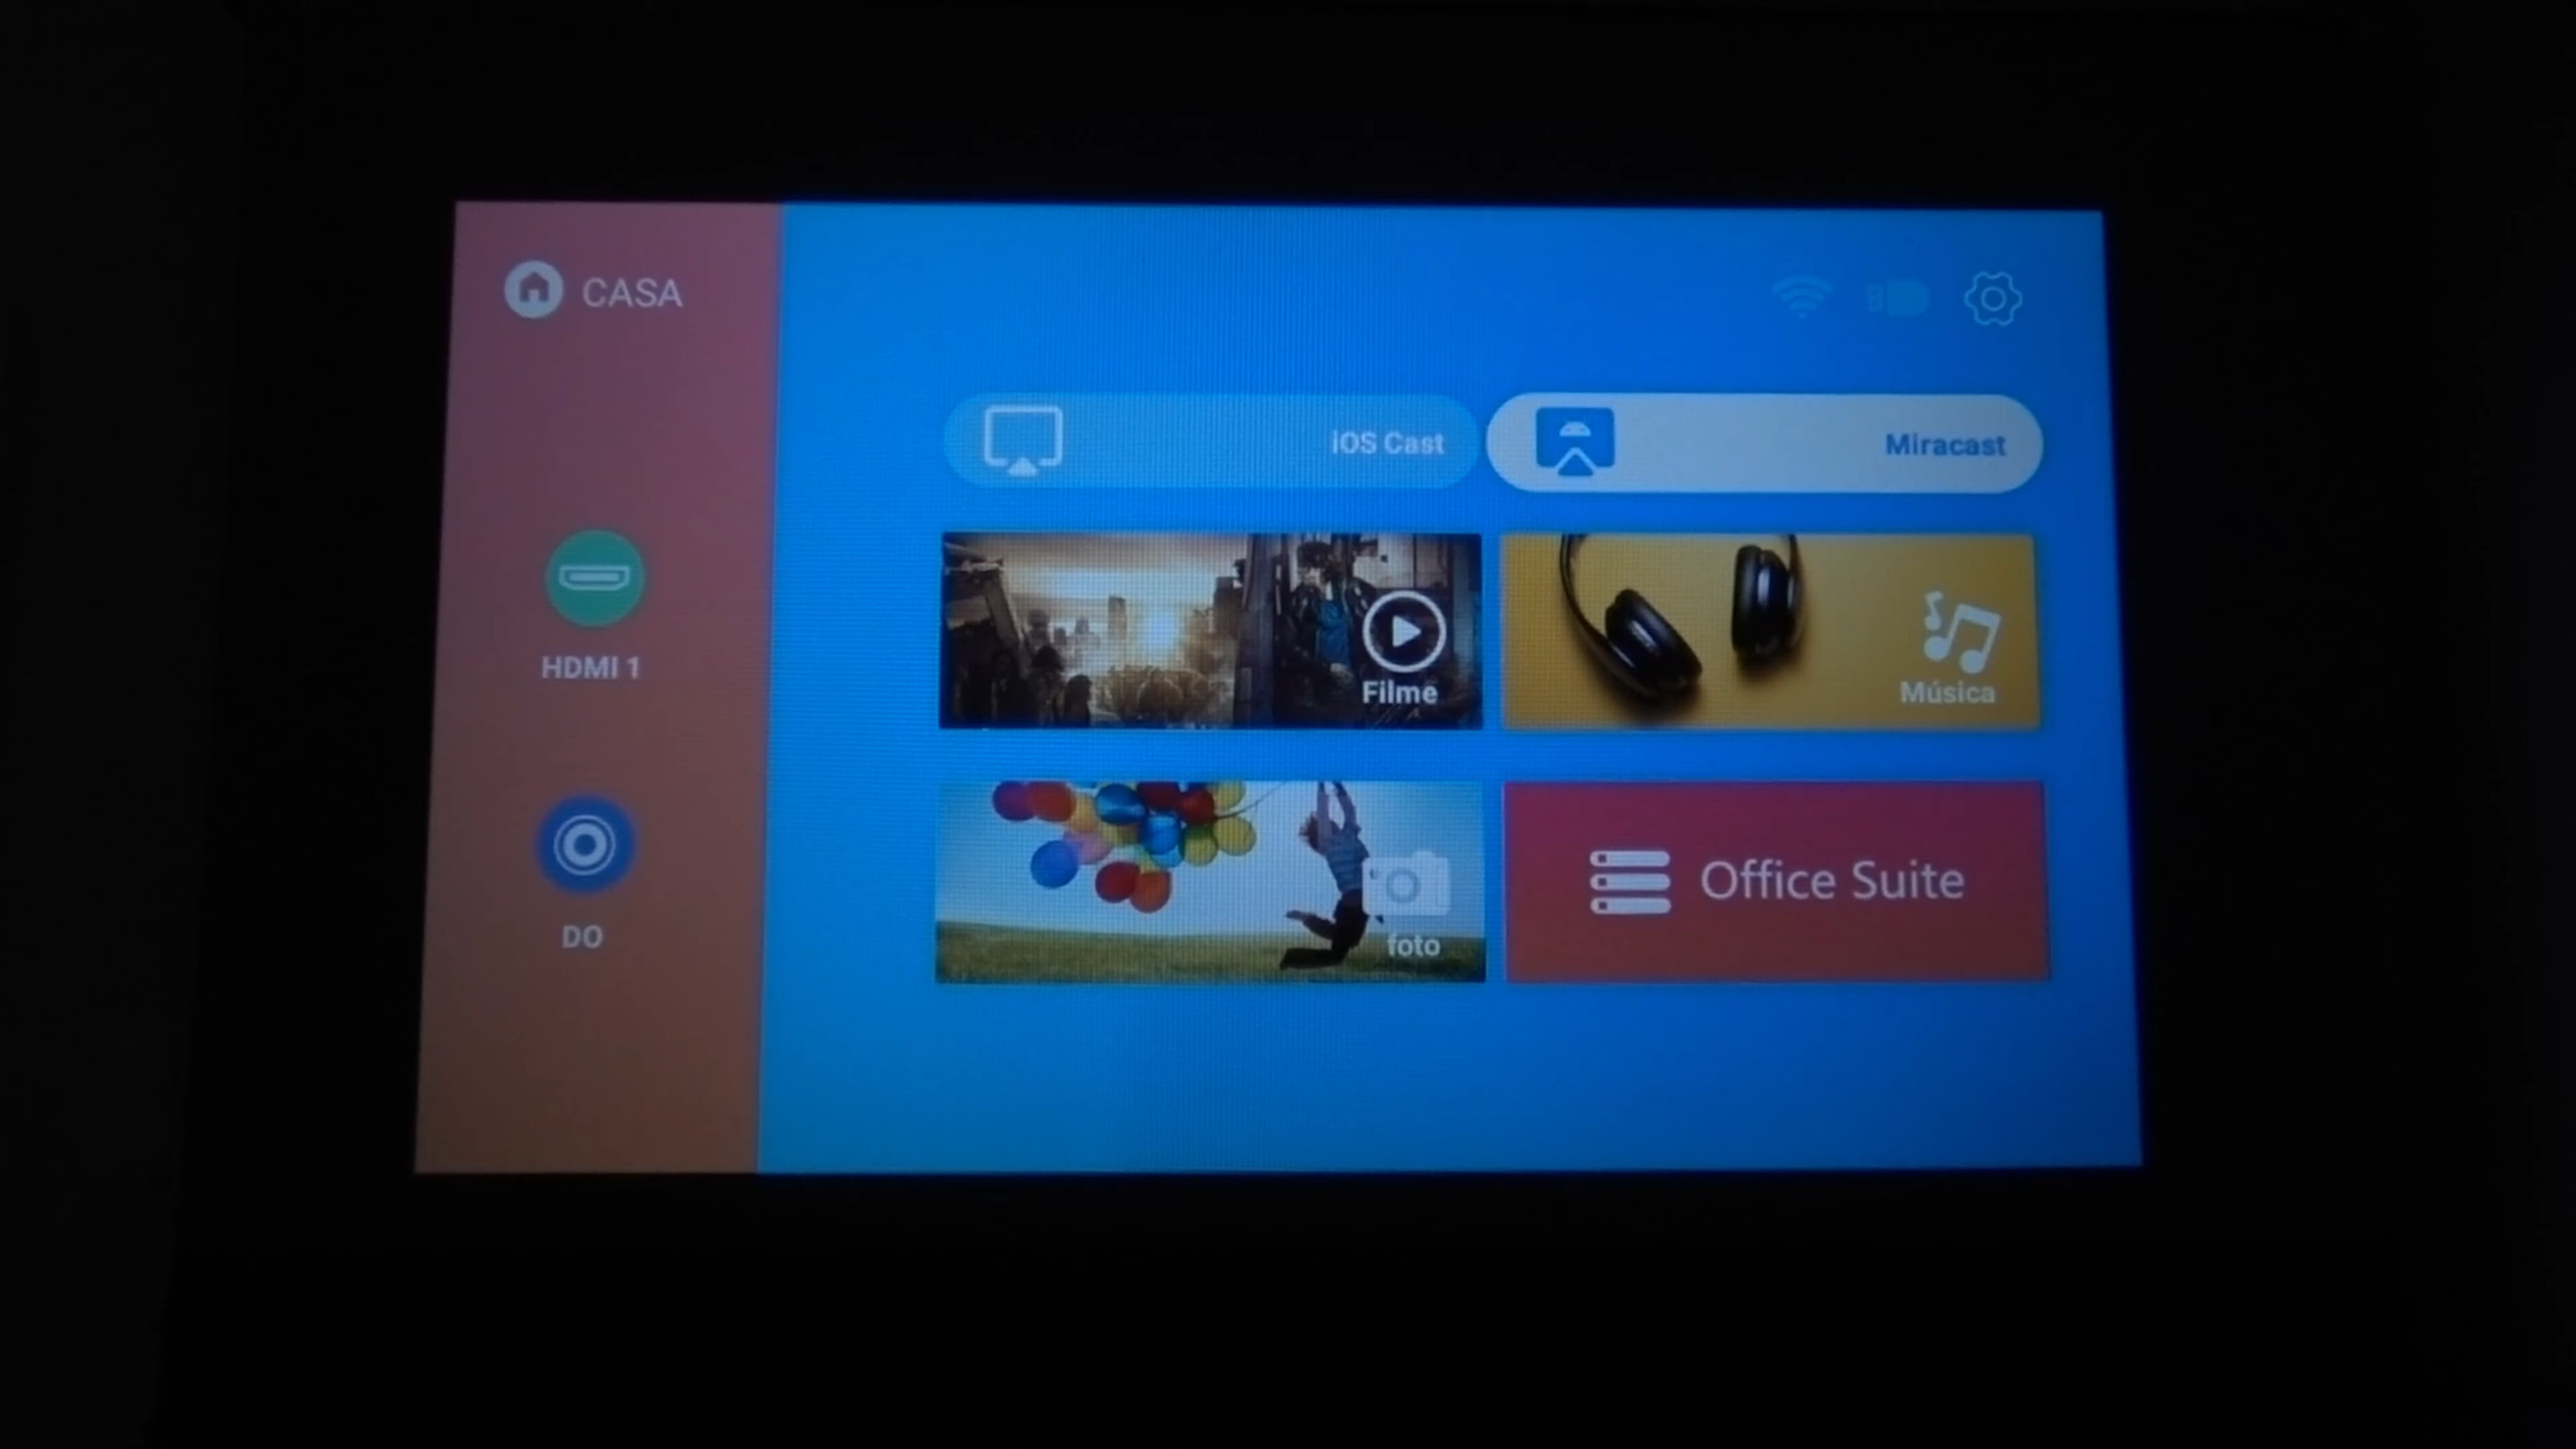 CASA
iOS Cast
Miracast
HDMI 1
Filme
Música
DO
foto
Office Suite